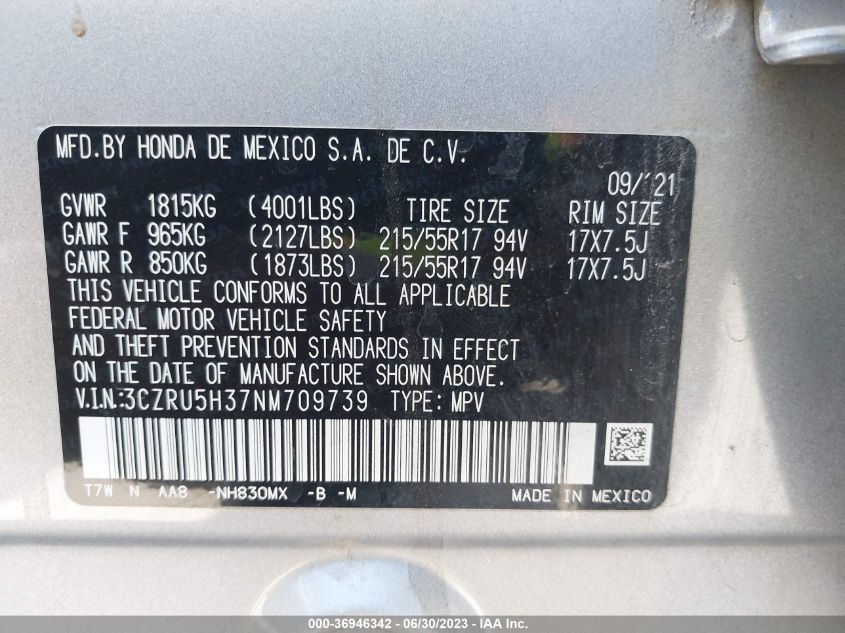 MFD.BY HONDA DE MEXICO S.A. DE C.V.
09/'21
GVWR 1815KG (4001LBS) TIRE SIZE RIM SIZE
GAWR F 965KG (2127LBS) 215/55R17 94V 17X7.5J
GAWR R 850KG (1873LBS) 215/55R17 94V 17X7.5J
THIS VEHICLE CONFORMS TO ALL APPLICABLE
FEDERAL MOTOR VEHICLE SAFETY
AND THEFT PREVENTION STANDARDS IN EFFECT
ON THE DATE OF MANUFACTURE SHOWN ABOVE.
V.I.N.:3CZRU5H37NM709739 TYPE: MPV
T7W N AA8 -NH830MX -B -M MADE IN MEXICO
000-36946342 - 06/30/2023 - IAA Inc.